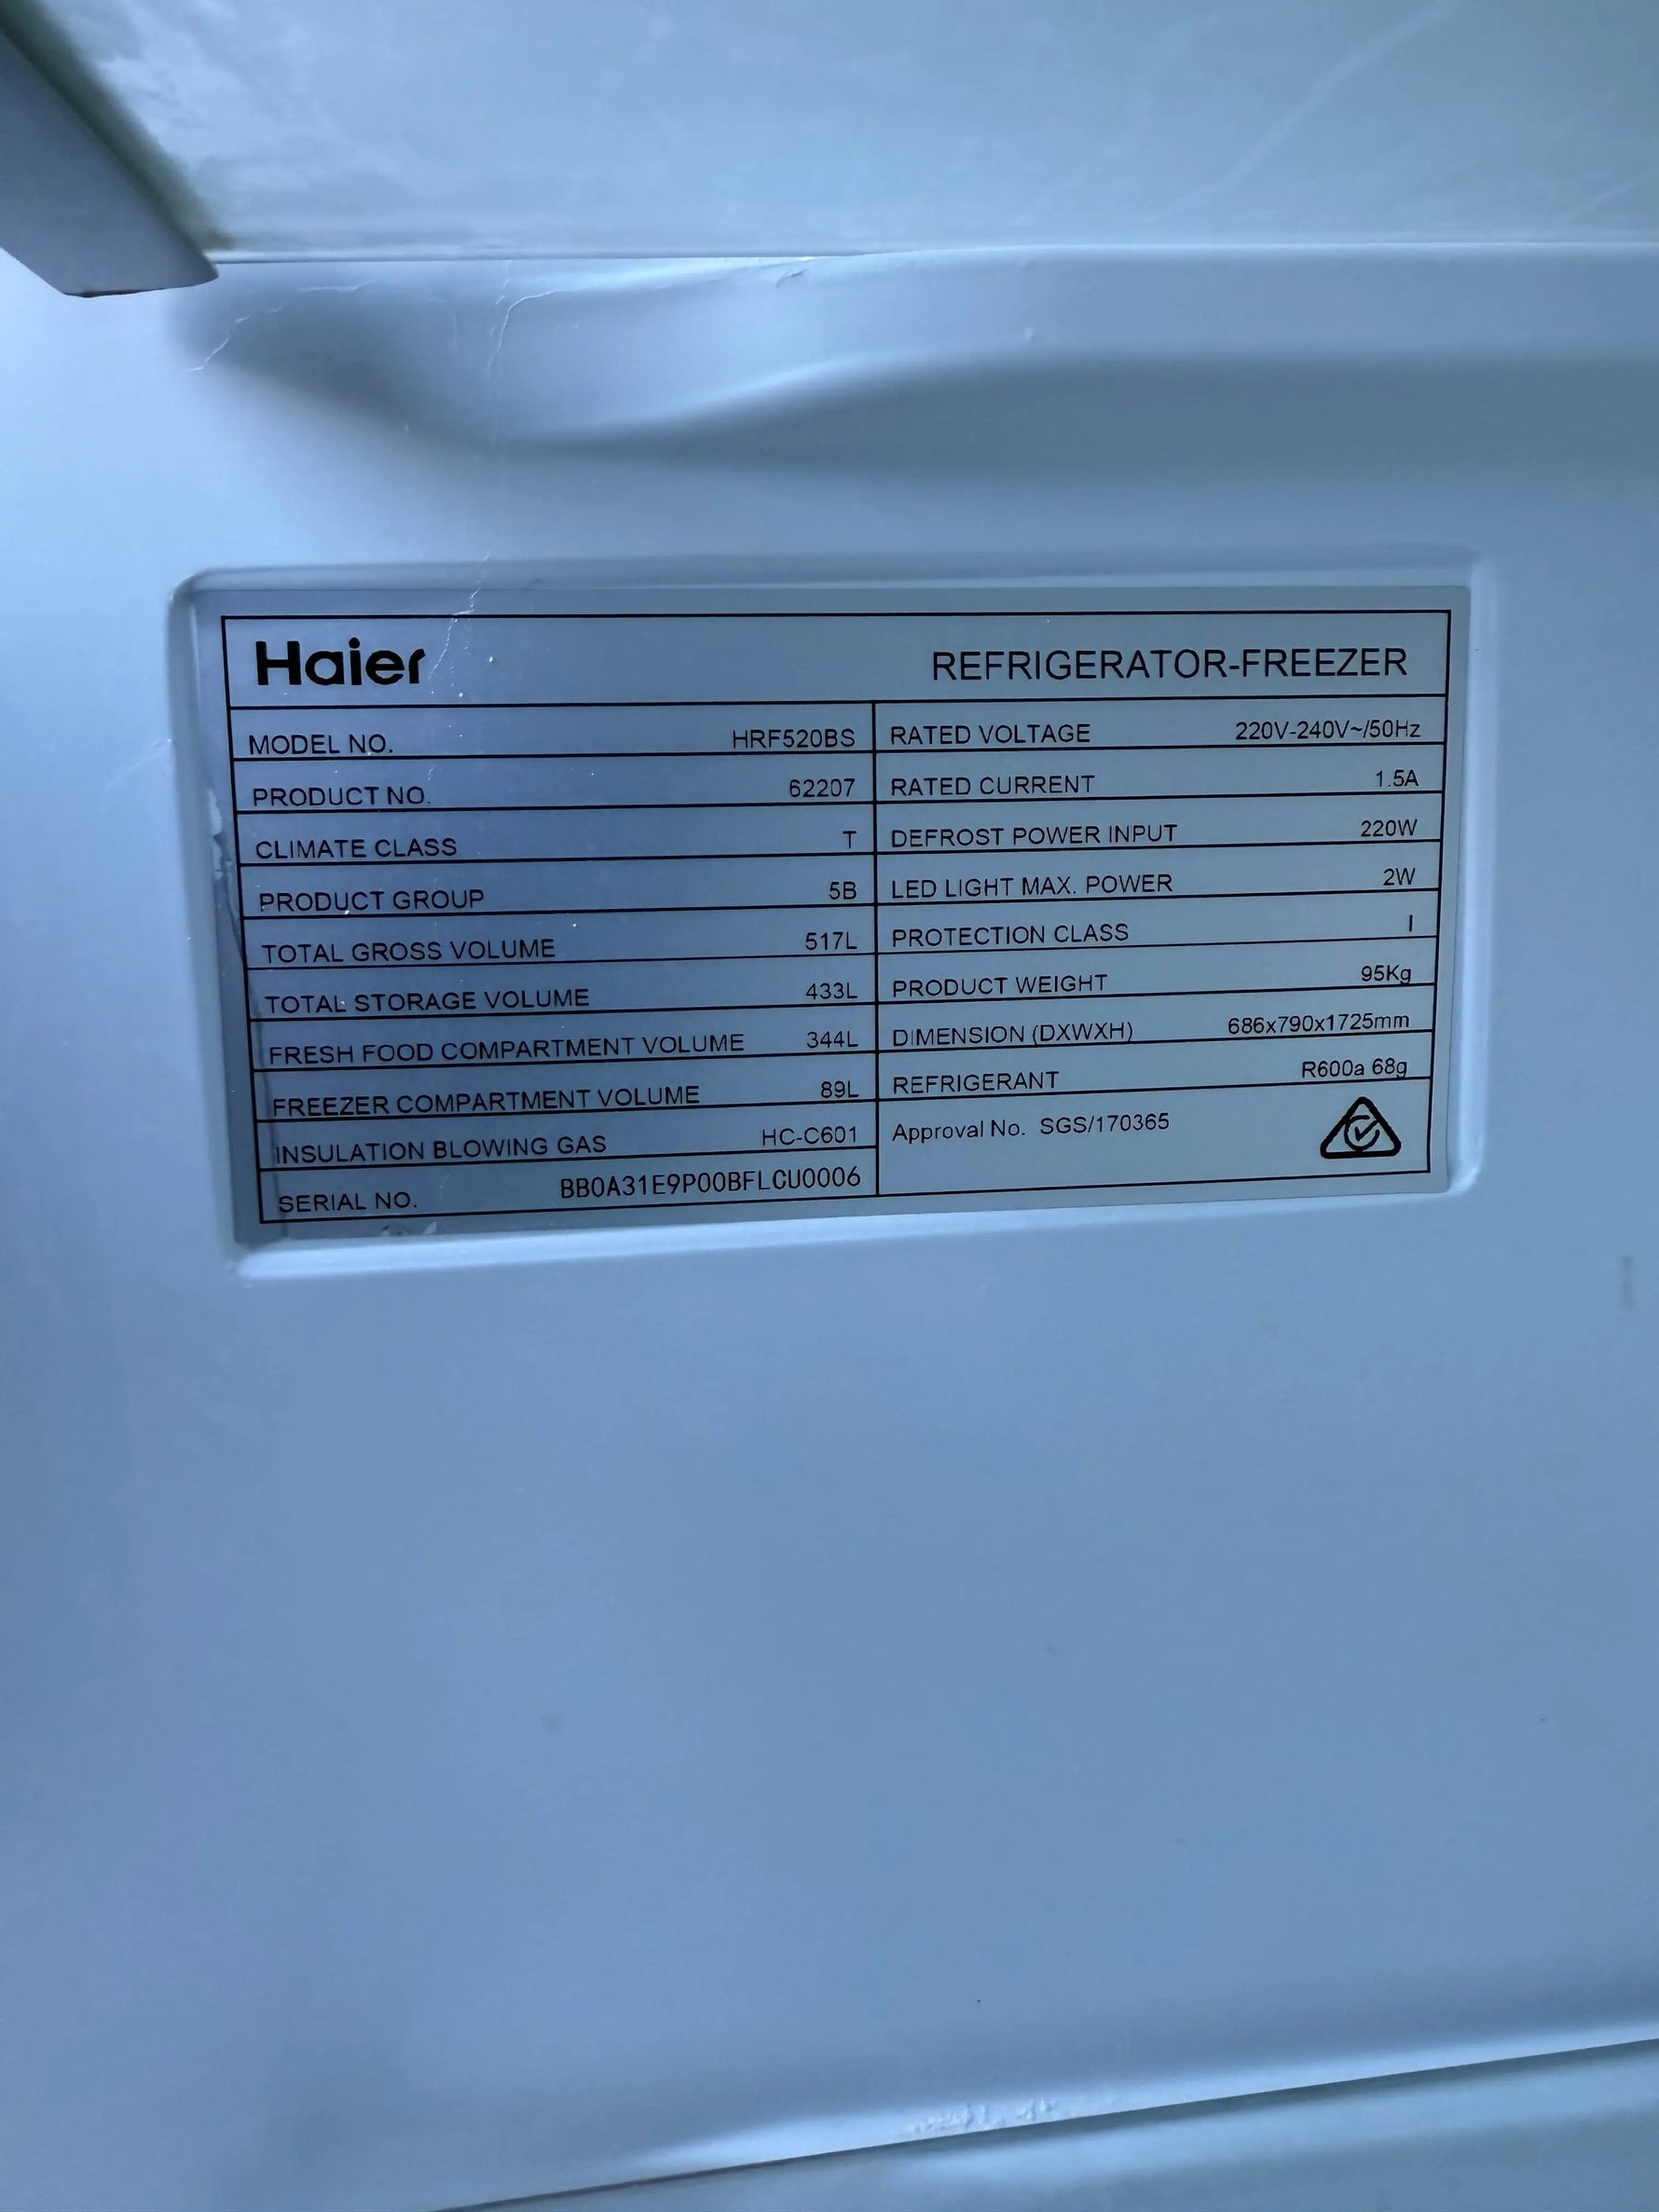 Haier REFRIGERATOR-FREEZER
MODEL NO. HRF520BS
PRODUCT NO. 62207
CLIMATE CLASS T
PRODUCT GROUP 5B
TOTAL GROSS VOLUME 517L
TOTAL STORAGE VOLUME 433L
FRESH FOOD COMPARTMENT VOLUME 344L
FREEZER COMPARTMENT VOLUME 89L
INSULATION BLOWING GAS HC-C601
SERIAL NO. BB0A31E9P00BFLCU0006
RATED VOLTAGE 220V-240V~/50Hz
RATED CURRENT 1.5A
DEFROST POWER INPUT 220W
LED LIGHT MAX. POWER 2W
PROTECTION CLASS I
PRODUCT WEIGHT 95Kg
DIMENSION (DXWXH) 686x790x1725mm
REFRIGERANT R600a 68g
Approval No. SGS/170365